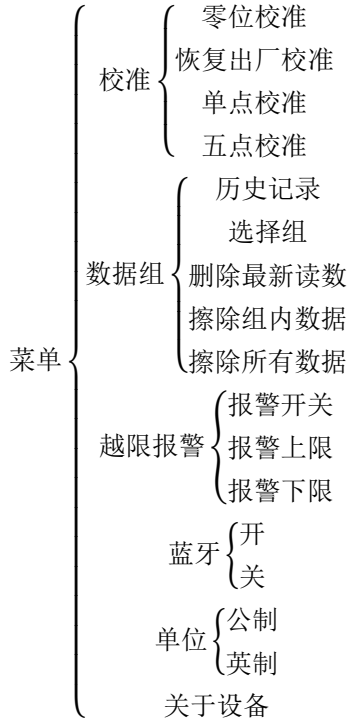 菜单
校准
零位校准
恢复出厂校准
单点校准
五点校准
数据组
历史记录
选择组
删除最新读数
擦除组内数据
擦除所有数据
越限报警
报警开关
报警上限
报警下限
蓝牙
开
关
单位
公制
英制
关于设备